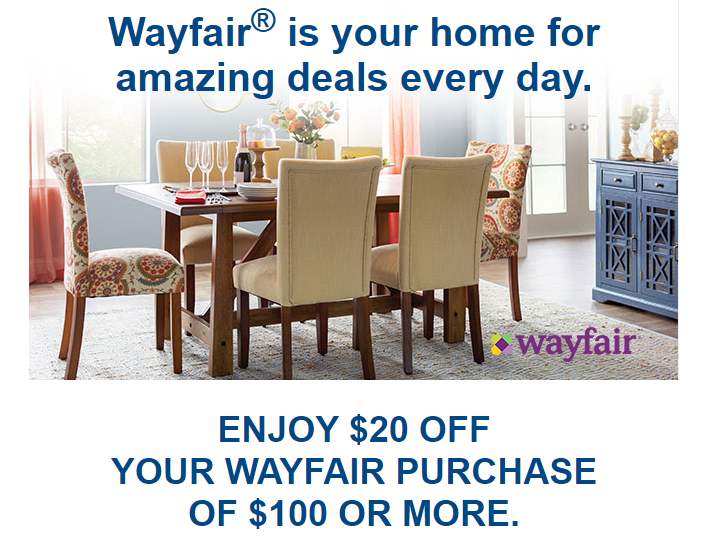 Wayfair® is your home for
amazing deals every day.
wayfair
ENJOY $20 OFF
YOUR WAYFAIR PURCHASE
OF $100 OR MORE.